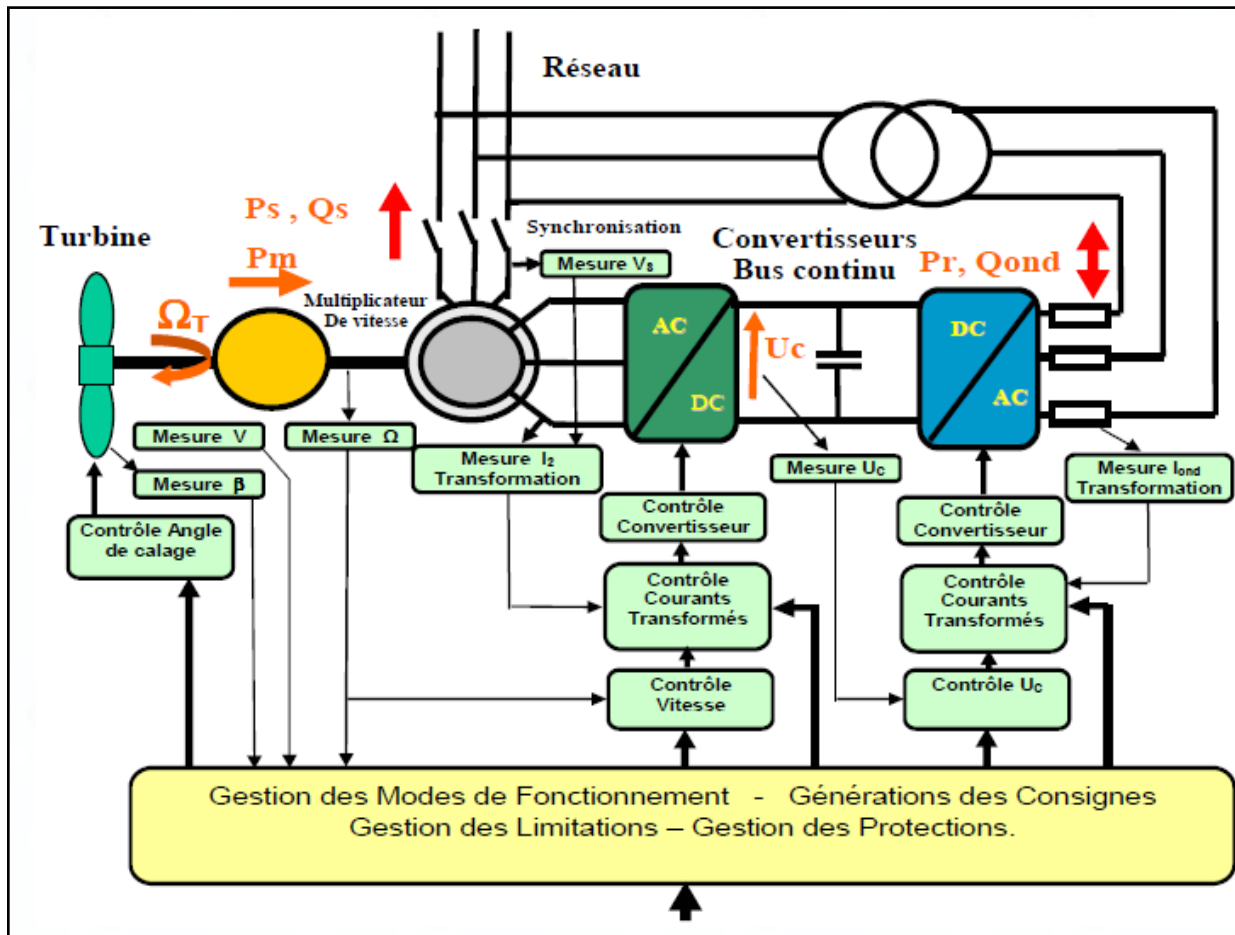 Réseau
Ps , Qs
Turbine
Pm
Synchronisation
Mesure Vs
Convertisseurs
Bus continu
Pr, Qond
Multiplicateur
De vitesse
ΩT
AC
DC
Uc
DC
AC
Mesure V
Mesure Ω
Mesure I2
Transformation
Mesure UC
Mesure Iond
Transformation
Mesure β
Contrôle Angle
de calage
Contrôle
Convertisseur
Contrôle
Convertisseur
Contrôle
Courants
Transformés
Contrôle
Courants
Transformés
Contrôle
Vitesse
Contrôle UC
Gestion des Modes de Fonctionnement - Générations des Consignes
Gestion des Limitations – Gestion des Protections.